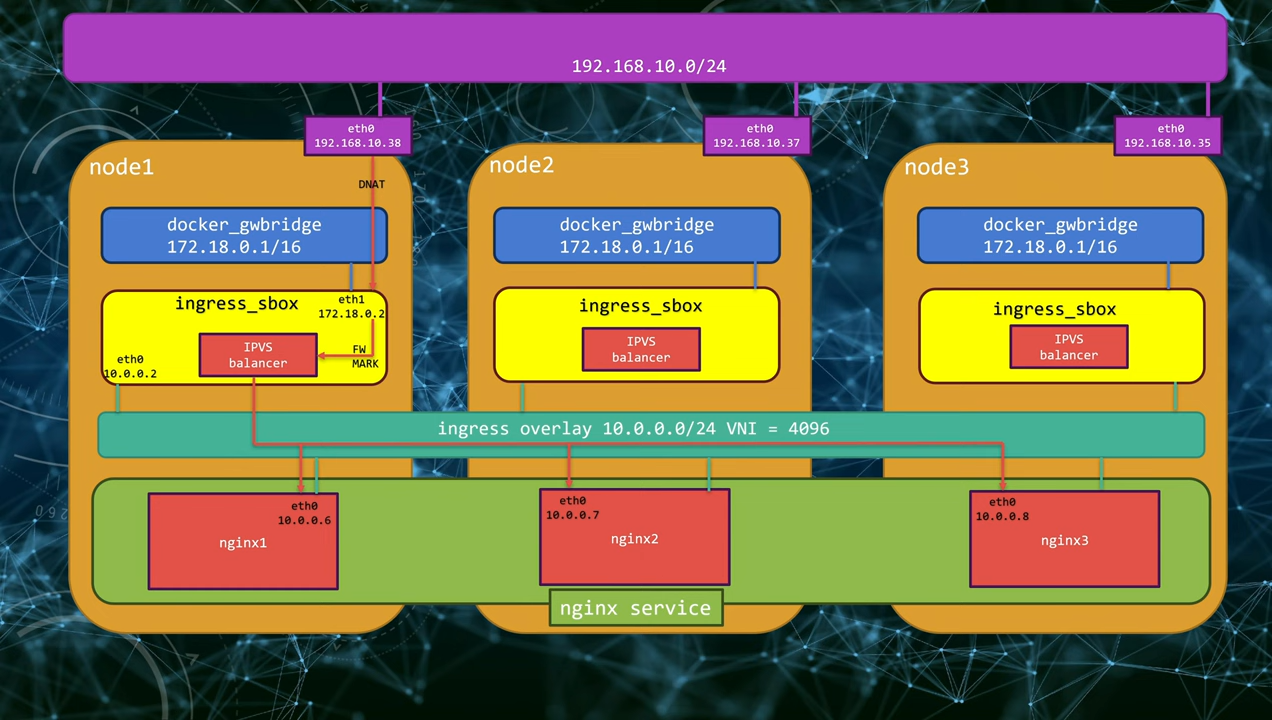 192.168.10.0/24
eth0
192.168.10.38
eth0
192.168.10.37
eth0
192.168.10.35
node1
node2
node3
DNAT
docker_gwbridge
172.18.0.1/16
docker_gwbridge
172.18.0.1/16
docker_gwbridge
172.18.0.1/16
ingress_sbox
eth1
172.18.0.2
IPVS
balancer
FW
MARK
eth0
10.0.0.2
ingress_sbox
IPVS
balancer
ingress_sbox
IPVS
balancer
ingress overlay 10.0.0.0/24 VNI = 4096
eth0
10.0.0.6
nginx1
eth0
10.0.0.7
nginx2
eth0
10.0.0.8
nginx3
nginx service